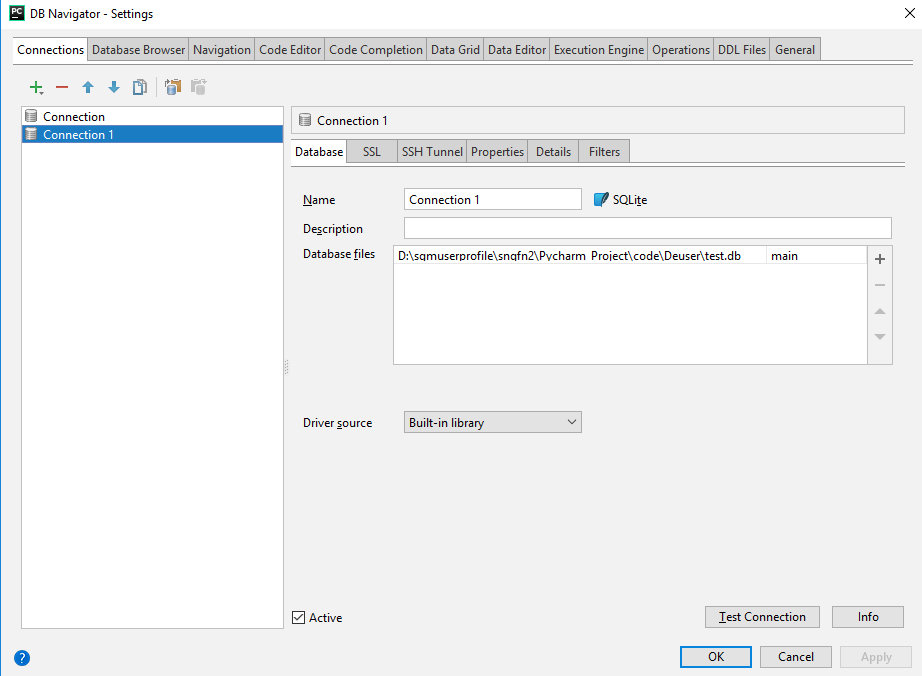 PC DB Navigator - Settings
Connections Database Browser Navigation Code Editor Code Completion Data Grid Data Editor Execution Engine Operations DDL Files General
Connection
Connection 1
Connection 1
Database SSL SSH Tunnel Properties Details Filters
Name Connection 1 SQLite
Description
Database files D:\sqmuserprofile\snqfn2\Pycharm_Project\code\Deuser\test.db main
Driver source Built-in library
Active Test Connection Info
? OK Cancel Apply